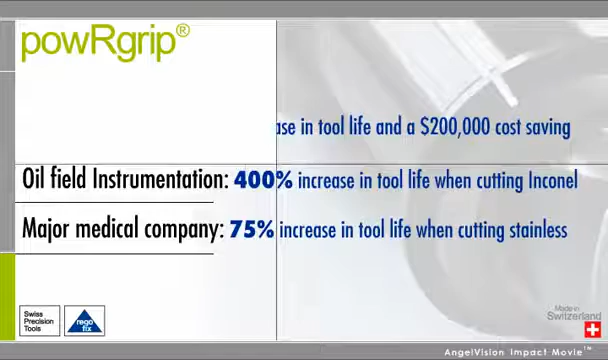 powRgrip®
ase in tool life and a $200,000 cost saving
Oil field Instrumentation: 400% increase in tool life when cutting Inconel
Major medical company: 75% increase in tool life when cutting stainless
Swiss
Precision
Tools
rego
fix
Made in
Switzerland
AngelVision Impact Movie™